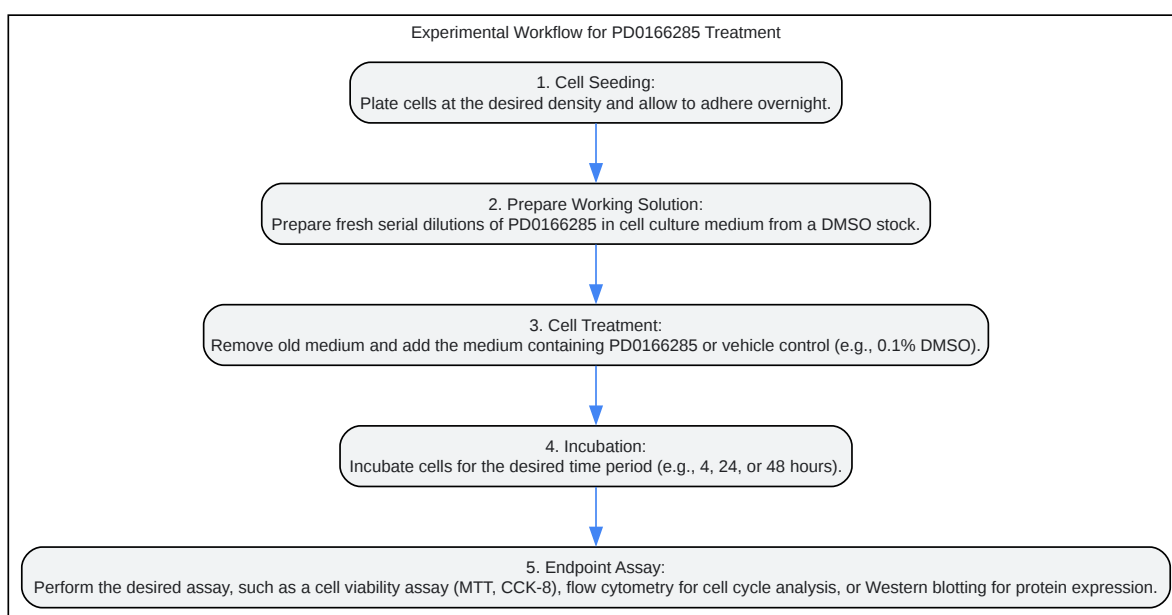 Experimental Workflow for PD0166285 Treatment
1. Cell Seeding:
Plate cells at the desired density and allow to adhere overnight.
2. Prepare Working Solution:
Prepare fresh serial dilutions of PD0166285 in cell culture medium from a DMSO stock.
3. Cell Treatment:
Remove old medium and add the medium containing PD0166285 or vehicle control (e.g., 0.1% DMSO).
4. Incubation:
Incubate cells for the desired time period (e.g., 4, 24, or 48 hours).
5. Endpoint Assay:
Perform the desired assay, such as a cell viability assay (MTT, CCK-8), flow cytometry for cell cycle analysis, or Western blotting for protein expression.